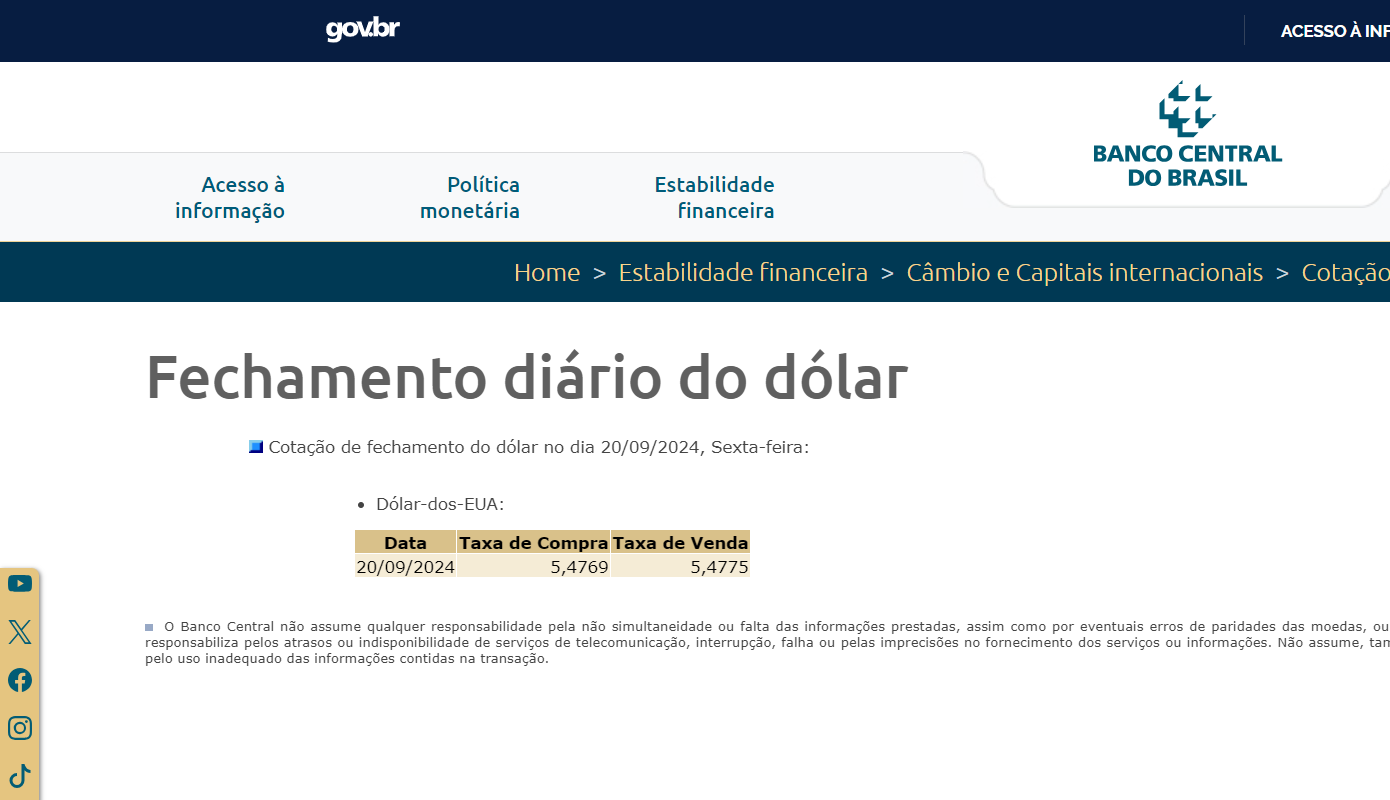 gov.br
ACESSO À INF
BANCO CENTRAL
DO BRASIL
Acesso à
informação
Política
monetária
Estabilidade
financeira
Home > Estabilidade financeira > Câmbio e Capitais internacionais > Cotação
Fechamento diário do dólar
Cotação de fechamento do dólar no dia 20/09/2024, Sexta-feira:
• Dólar-dos-EUA:
Data Taxa de Compra Taxa de Venda
20/09/2024 5,4769 5,4775
O Banco Central não assume qualquer responsabilidade pela não simultaneidade ou falta das informações prestadas, assim como por eventuais erros de paridades das moedas, ou
responsabiliza pelos atrasos ou indisponibilidade de serviços de telecomunicação, interrupção, falha ou pelas imprecisões no fornecimento dos serviços ou informações. Não assume, tam
pelo uso inadequado das informações contidas na transação.